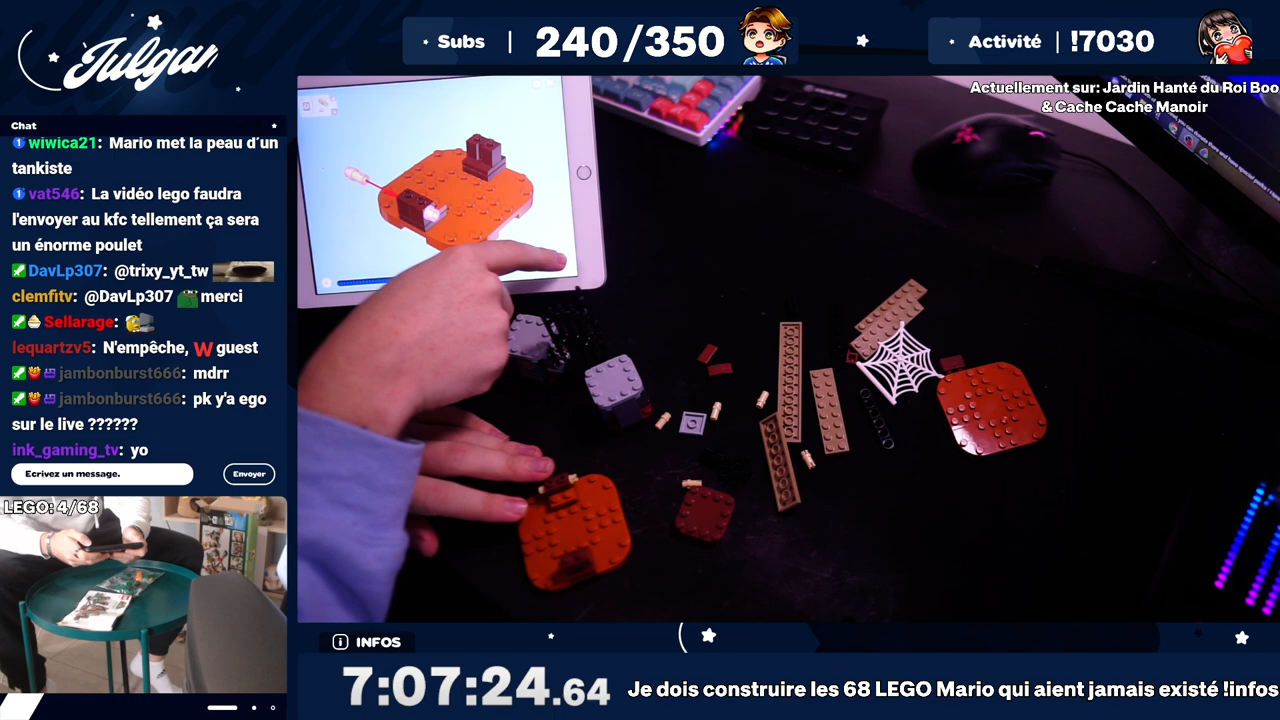 Julgan
Subs | 240/350
Activité | !7030
Actuellement sur: Jardin Hanté du Roi Boo
& Cache Cache Manoir
Chat
wiwica21: Mario met la peau d'un
tankiste
vat546: La vidéo lego faudra
l'envoyer au kfc tellement ça sera
un énorme poulet
DavLp307: @trixy_yt_tw
clemfitv: @DavLp307 merci
Sellarage:
lequartzv5: N'empêche, W guest
jambonburst666: mdrr
jambonburst666: pk y'a ego
sur le live ??????
ink_gaming_tv: yo
Ecrivez un message.
Envoyer
LEGO: 4/68
INFOS
7:07:24.64
Je dois construire les 68 LEGO Mario qui aient jamais existé !infos